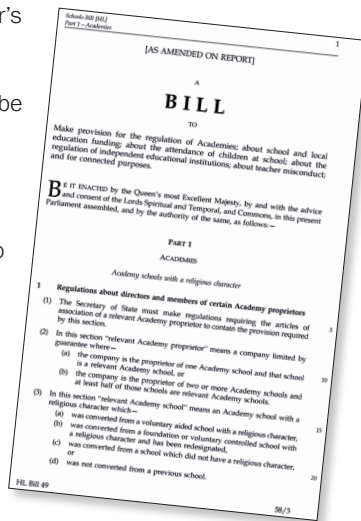 r's
be
o
Schools Bill [HL]
Part 1 — Academies
1
[AS AMENDED ON REPORT]
A
BILL
TO
Make provision for the regulation of Academies; about school and local
education funding; about the attendance of children at school; about the
regulation of independent educational institutions; about teacher misconduct;
and for connected purposes.
BE IT ENACTED by the Queen's most Excellent Majesty, by and with the advice
and consent of the Lords Spiritual and Temporal, and Commons, in this present
Parliament assembled, and by the authority of the same, as follows:—
PART 1
ACADEMIES
Academy schools with a religious character
1 Regulations about directors and members of certain Academy proprietors
(1) The Secretary of State must make regulations requiring the articles of
association of a relevant Academy proprietor to contain the provision required 5
by this section.
(2) In this section "relevant Academy proprietor" means a company limited by
guarantee where—
(a) the company is the proprietor of one Academy school and that school
is a relevant Academy school, or 10
(b) the company is the proprietor of two or more Academy schools and
at least half of those schools are relevant Academy schools.
(3) In this section "relevant Academy school" means an Academy school with a
religious character which—
(a) was converted from a voluntary aided school with a religious character, 15
(b) was converted from a foundation or voluntary controlled school with
a religious character and has been redesignated,
(c) was converted from a school which did not have a religious character,
or
(d) was not converted from a previous school. 20
HL Bill 49
58/3